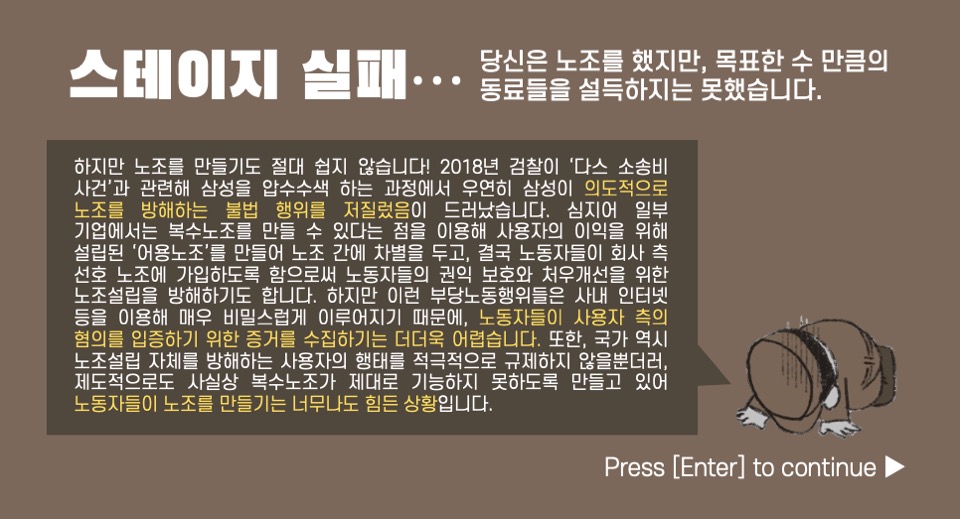 스테이지 실패···
당신은 노조를 했지만, 목표한 수 만큼의
동료들을 설득하지는 못했습니다.
하지만 노조를 만들기도 절대 쉽지 않습니다! 2018년 검찰이 '다스 소송비
사건'과 관련해 삼성을 압수수색 하는 과정에서 우연히 삼성이 의도적으로
노조를 방해하는 불법 행위를 저질렀음이 드러났습니다. 심지어 일부
기업에서는 복수노조를 만들 수 있다는 점을 이용해 사용자의 이익을 위해
설립된 '어용노조'를 만들어 노조 간에 차별을 두고, 결국 노동자들이 회사 측
선호 노조에 가입하도록 함으로써 노동자들의 권익 보호와 처우개선을 위한
노조설립을 방해하기도 합니다. 하지만 이런 부당노동행위들은 사내 인터넷
등을 이용해 매우 비밀스럽게 이루어지기 때문에, 노동자들이 사용자 측의
혐의를 입증하기 위한 증거를 수집하기는 더더욱 어렵습니다. 또한, 국가 역시
노조설립 자체를 방해하는 사용자의 행태를 적극적으로 규제하지 않을뿐더러,
제도적으로도 사실상 복수노조가 제대로 기능하지 못하도록 만들고 있어
노동자들이 노조를 만들기는 너무나도 힘든 상황입니다.
Press [Enter] to continue ▶